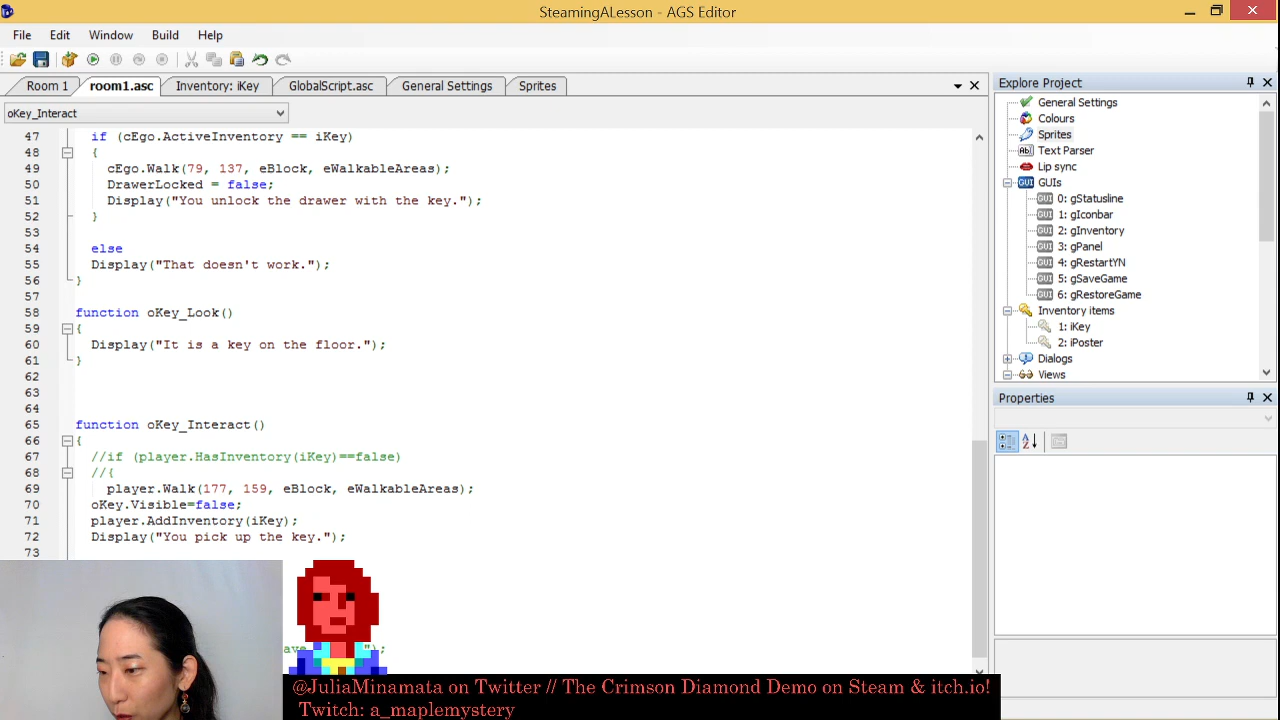 SteamingALesson - AGS Editor
File Edit Window Build Help
Room 1 room1.asc Inventory: iKey GlobalScript.asc General Settings Sprites
oKey_Interact
47 if (cEgo.ActiveInventory == iKey)
48 {
49 cEgo.Walk(79, 137, eBlock, eWalkableAreas);
50 DrawerLocked = false;
51 Display("You unlock the drawer with the key.");
52 }
53
54 else
55 Display("That doesn't work.");
56 }
57
58 function oKey_Look()
59 {
60 Display("It is a key on the floor.");
61 }
62
63
64
65 function oKey_Interact()
66 {
67 //if (player.HasInventory(iKey)==false)
68 //{
69 player.Walk(177, 159, eBlock, eWalkableAreas);
70 oKey.Visible=false;
71 player.AddInventory(iKey);
72 Display("You pick up the key.");
73
");
Explore Project
General Settings
Colours
Sprites
Text Parser
Lip sync
GUIs
0: gStatusline
1: gIconbar
2: gInventory
3: gPanel
4: gRestartYN
5: gSaveGame
6: gRestoreGame
Inventory items
1: iKey
2: iPoster
Dialogs
Views
Properties
@JuliaMinamata on Twitter // The Crimson Diamond Demo on Steam & itch.io!
Twitch: a_maplemystery